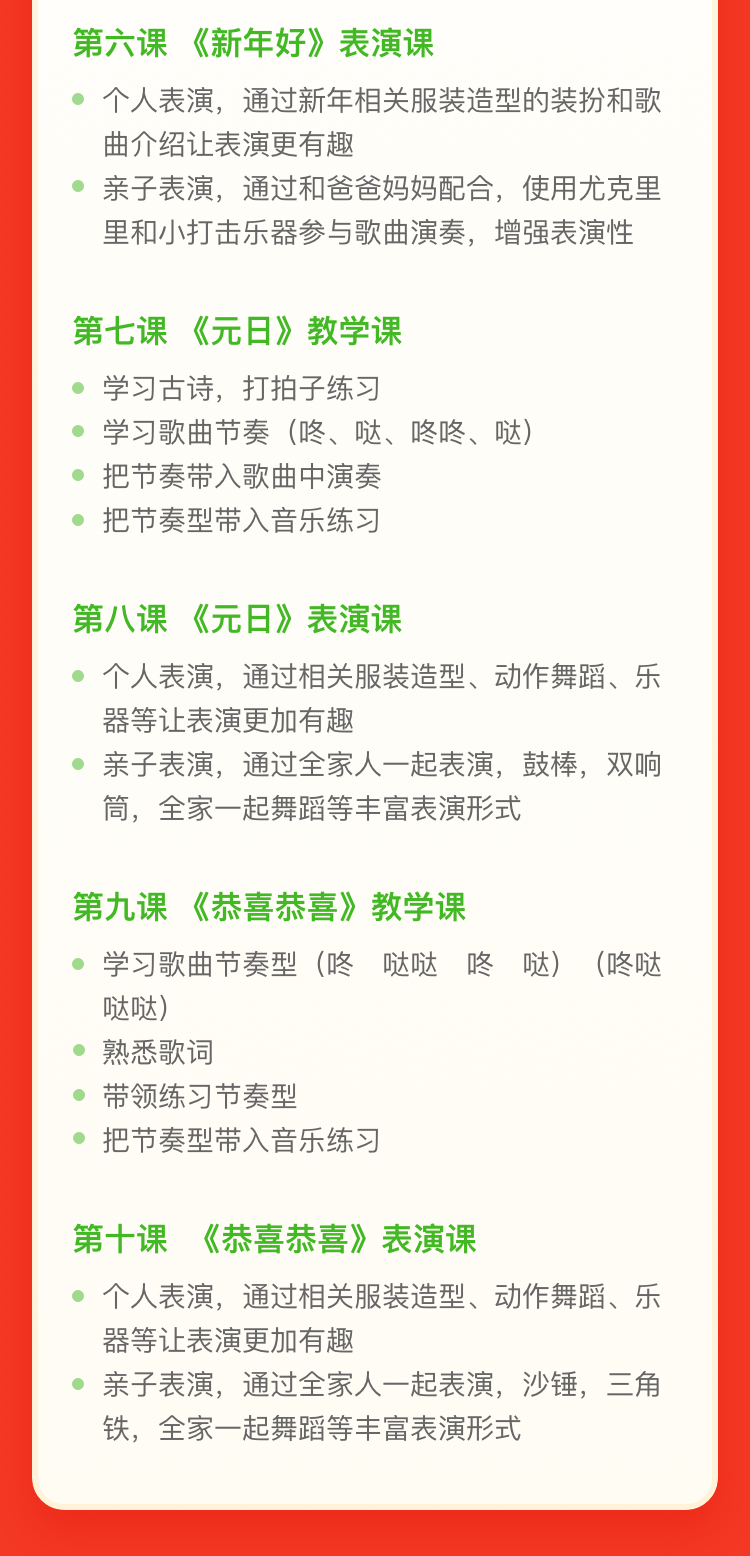 第六课 《新年好》表演课
个人表演，通过新年相关服装造型的装扮和歌
曲介绍让表演更有趣
亲子表演，通过和爸爸妈妈配合，使用尤克里
里和小打击乐器参与歌曲演奏，增强表演性
第七课 《元日》教学课
学习古诗，打拍子练习
学习歌曲节奏（咚、哒、咚咚、哒）
把节奏带入歌曲中演奏
把节奏型带入音乐练习
第八课 《元日》表演课
个人表演，通过相关服装造型、动作舞蹈、乐
器等让表演更加有趣
亲子表演，通过全家人一起表演，鼓棒，双响
筒，全家一起舞蹈等丰富表演形式
第九课 《恭喜恭喜》教学课
学习歌曲节奏型（咚　哒哒　咚　哒）（咚哒
哒哒）
熟悉歌词
带领练习节奏型
把节奏型带入音乐练习
第十课 《恭喜恭喜》表演课
个人表演，通过相关服装造型、动作舞蹈、乐
器等让表演更加有趣
亲子表演，通过全家人一起表演，沙锤，三角
铁，全家一起舞蹈等丰富表演形式